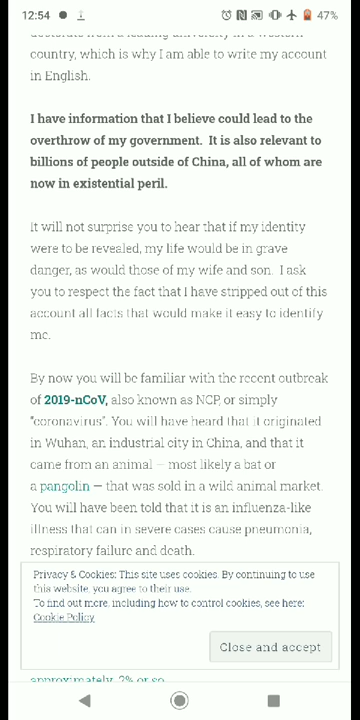 12:54
47%
doctorate from a leading university in a western
country, which is why I am able to write my account
in English.
I have information that I believe could lead to the
overthrow of my government.  It is also relevant to
billions of people outside of China, all of whom are
now in existential peril.
It will not surprise you to hear that if my identity
were to be revealed, my life would be in grave
danger, as would those of my wife and son.  I ask
you to respect the fact that I have stripped out of this
account all facts that would make it easy to identify
me.
By now you will be familiar with the recent outbreak
of 2019-nCoV, also known as NCP, or simply
"coronavirus". You will have heard that it originated
in Wuhan, an industrial city in China, and that it
came from an animal – most likely a bat or
a pangolin — that was sold in a wild animal market.
You will have been told that it is an influenza-like
illness that can in severe cases cause pneumonia,
respiratory failure and death.
Privacy & Cookies: This site uses cookies. By continuing to use
this website, you agree to their use.
To find out more, including how to control cookies, see here:
Cookie Policy
Close and accept
approximately 2% or so